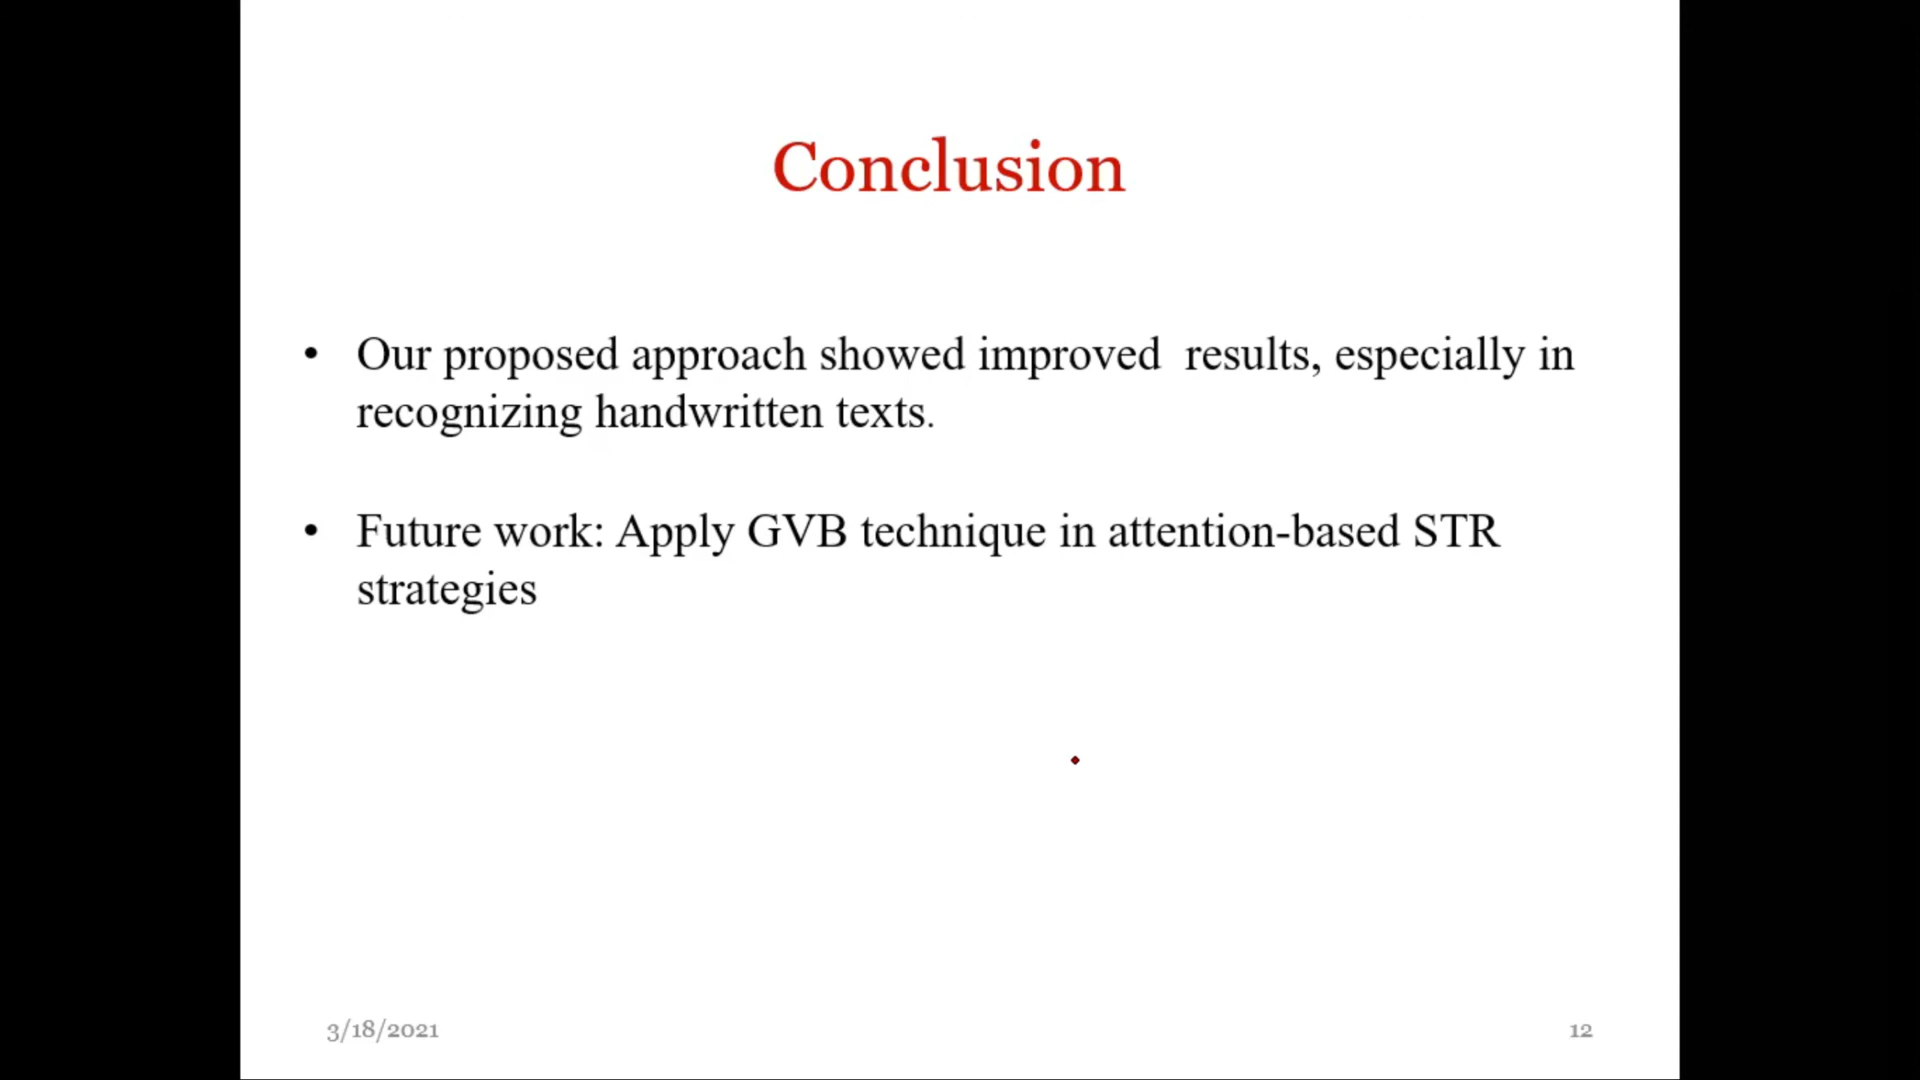 Conclusion
• Our proposed approach showed improved  results, especially in
recognizing handwritten texts.
• Future work: Apply GVB technique in attention-based STR
strategies
3/18/2021
12